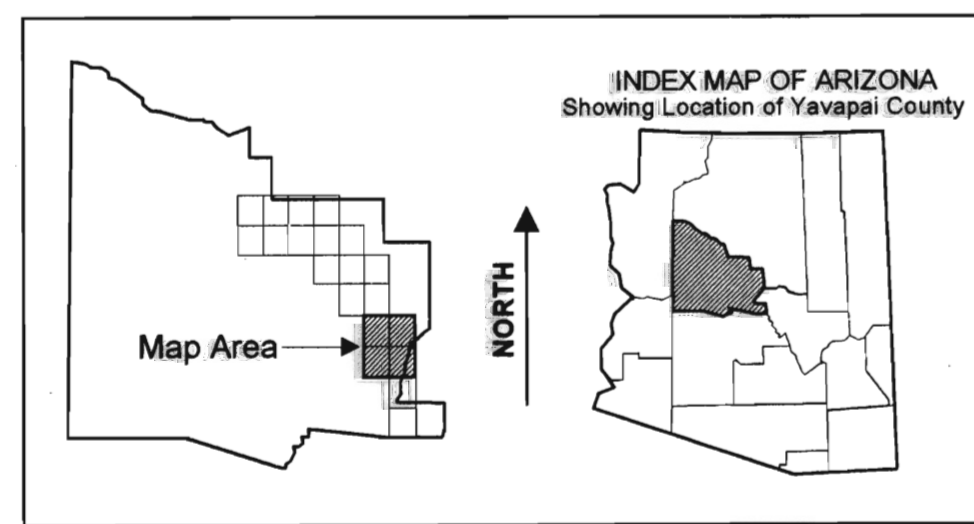 INDEX MAP OF ARIZONA
Showing Location of Yavapai County
Map Area
NORTH